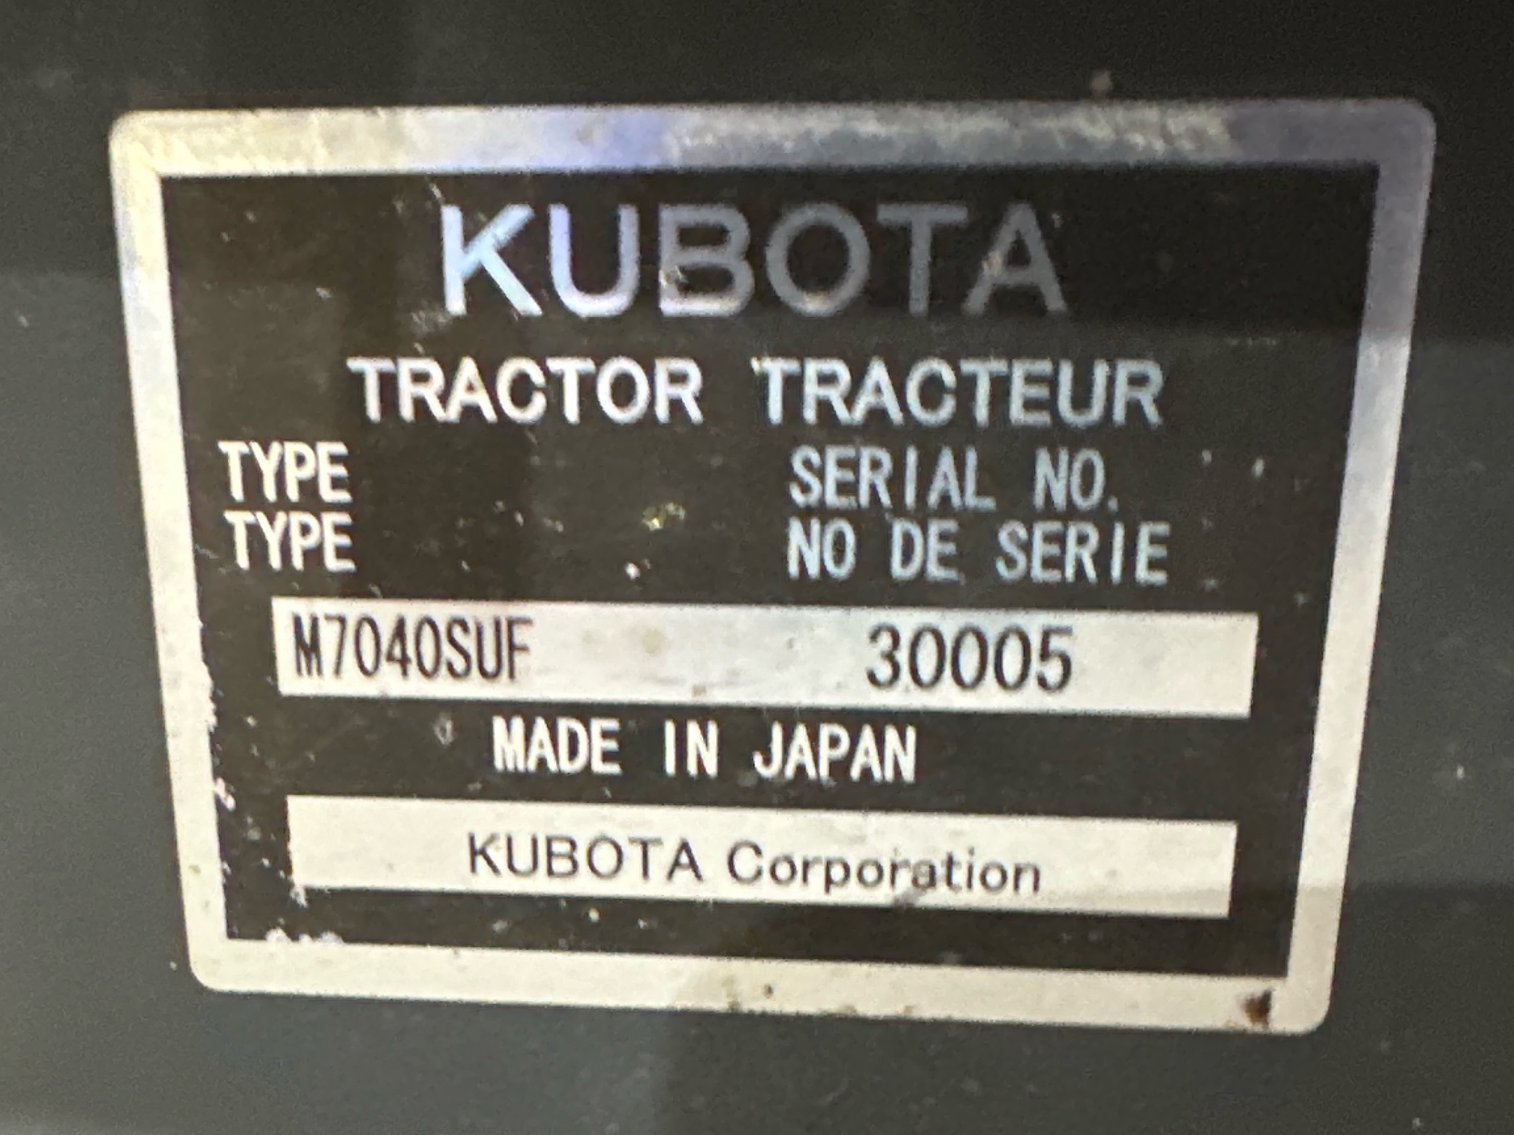 KUBOTA
TRACTOR TRACTEUR
TYPE SERIAL NO.
TYPE NO DE SERIE
M7040SUF 30005
MADE IN JAPAN
KUBOTA Corporation